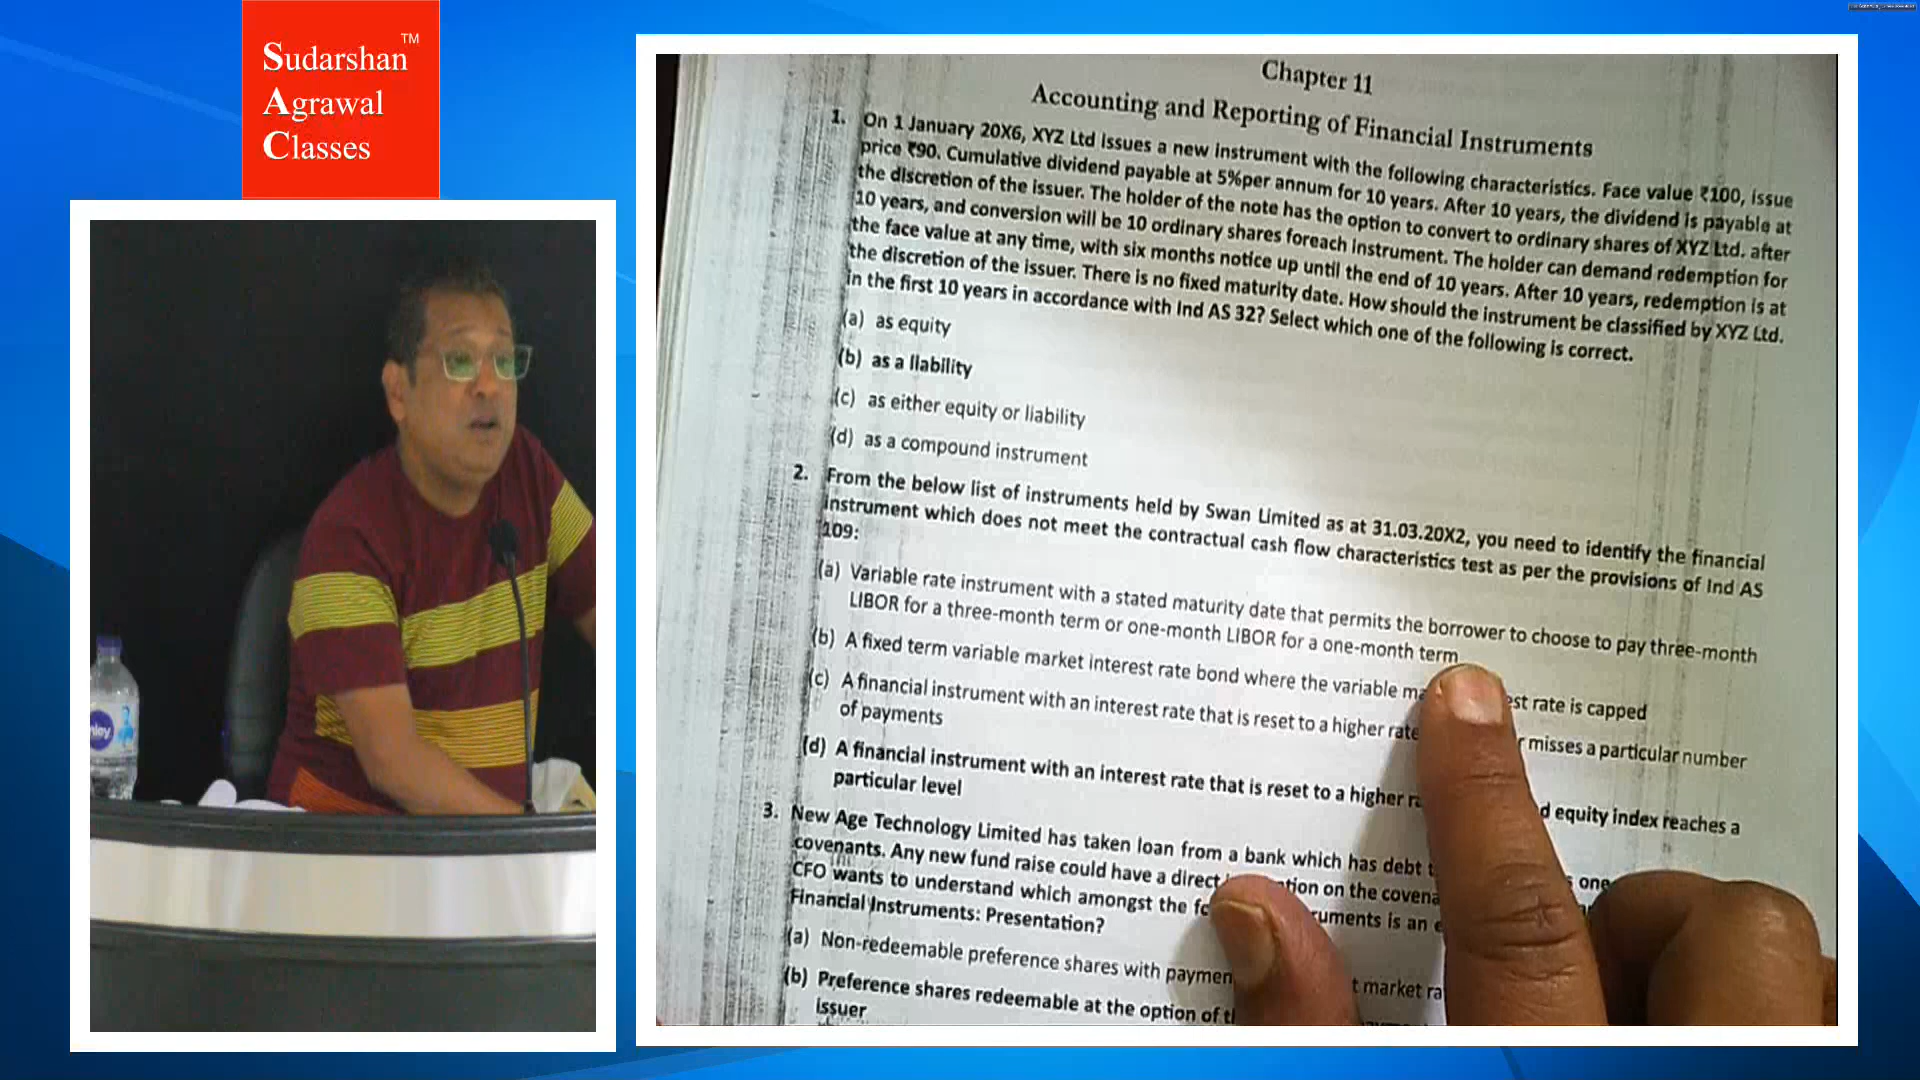 Sudarshan
TM
Agrawal
Classes
Chapter 11
Accounting and Reporting of Financial Instruments
1. On 1 January 20X6, XYZ Ltd issues a new instrument with the following characteristics. Face value ₹100, issue
price ₹90. Cumulative dividend payable at 5%per annum for 10 years. After 10 years, the dividend is payable at
the discretion of the issuer. The holder of the note has the option to convert to ordinary shares of XYZ Ltd. after
10 years, and conversion will be 10 ordinary shares foreach instrument. The holder can demand redemption for
the face value at any time, with six months notice up until the end of 10 years. After 10 years, redemption is at
the discretion of the issuer. There is no fixed maturity date. How should the instrument be classified by XYZ Ltd.
in the first 10 years in accordance with Ind AS 32? Select which one of the following is correct.
(a) as equity
(b) as a liability
(c) as either equity or liability
(d) as a compound instrument
2. From the below list of instruments held by Swan Limited as at 31.03.20X2, you need to identify the financial
instrument which does not meet the contractual cash flow characteristics test as per the provisions of Ind AS
109:
(a) Variable rate instrument with a stated maturity date that permits the borrower to choose to pay three-month
LIBOR for a three-month term or one-month LIBOR for a one-month term
(b) A fixed term variable market interest rate bond where the variable rate is capped
(c) A financial instrument with an interest rate that is reset to a higher rate misses a particular number
of payments
(d) A financial instrument with an interest rate that is reset to a higher equity index reaches a
particular level
3. New Age Technology Limited has taken loan from a bank which has debt
covenants. Any new fund raise could have a direct on the
CFO wants to understand which amongst the is
Financial Instruments: Presentation?
(a) Non-redeemable preference shares with market
(b) Preference shares redeemable at the option of
issuer